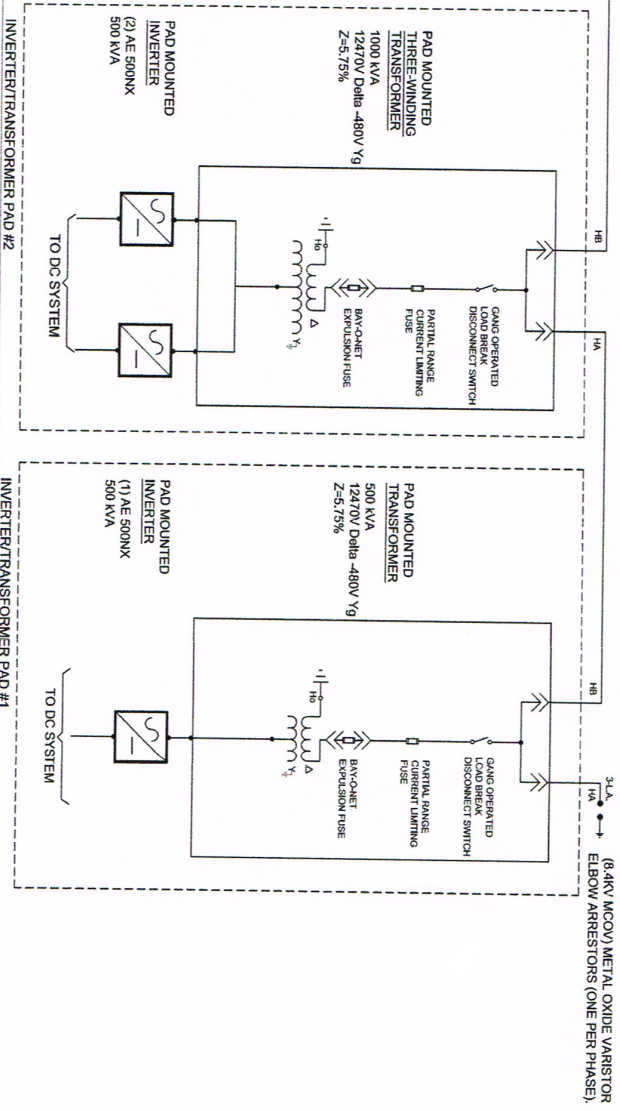 HB
HA
PAD MOUNTED
THREE-WINDING
TRANSFORMER
1000 kVA
12470V Delta -480V Yg
Z=5.75%
GANG OPERATED
LOAD BREAK
DISCONNECT SWITCH
PARTIAL RANGE
CURRENT LIMITING
FUSE
BAY-O-NET
EXPULSION FUSE
Ho
Δ
Y
PAD MOUNTED
INVERTER
(2) AE 500NX
500 kVA
TO DC SYSTEM
INVERTER/TRANSFORMER PAD #2
HB
3-L.A.
HA
(8.4KV MCOV) METAL OXIDE VARISTOR
ELBOW ARRESTORS (ONE PER PHASE).
PAD MOUNTED
TRANSFORMER
500 kVA
12470V Delta -480V Yg
Z=5.75%
GANG OPERATED
LOAD BREAK
DISCONNECT SWITCH
PARTIAL RANGE
CURRENT LIMITING
FUSE
BAY-O-NET
EXPULSION FUSE
Ho
Δ
Y
PAD MOUNTED
INVERTER
(1) AE 500NX
500 kVA
TO DC SYSTEM
INVERTER/TRANSFORMER PAD #1